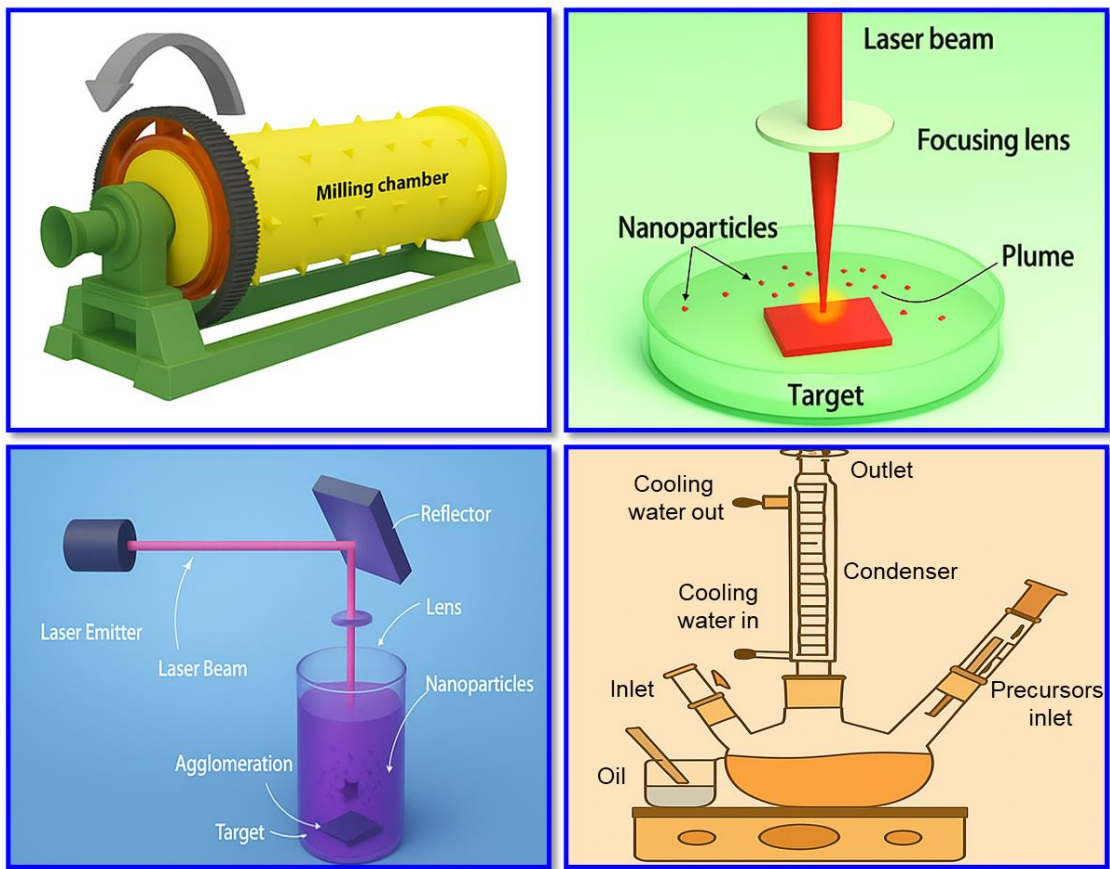 Milling chamber
Laser beam
Focusing lens
Nanoparticles
Plume
Target
Reflector
Laser Emitter
Laser Beam
Lens
Nanoparticles
Agglomeration
Target
Outlet
Cooling
water out
Condenser
Cooling
water in
Inlet
Precursors
inlet
Oil